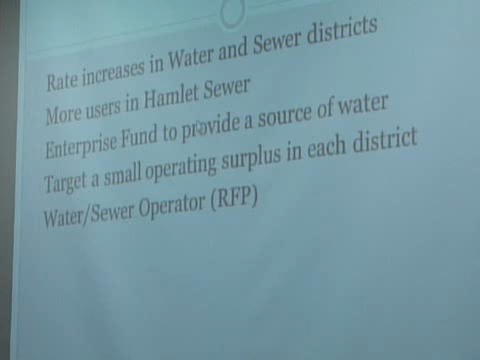 Rate increases in Water and Sewer districts
More users in Hamlet Sewer
Enterprise Fund to provide a source of water
Target a small operating surplus in each district
Water/Sewer Operator (RFP)